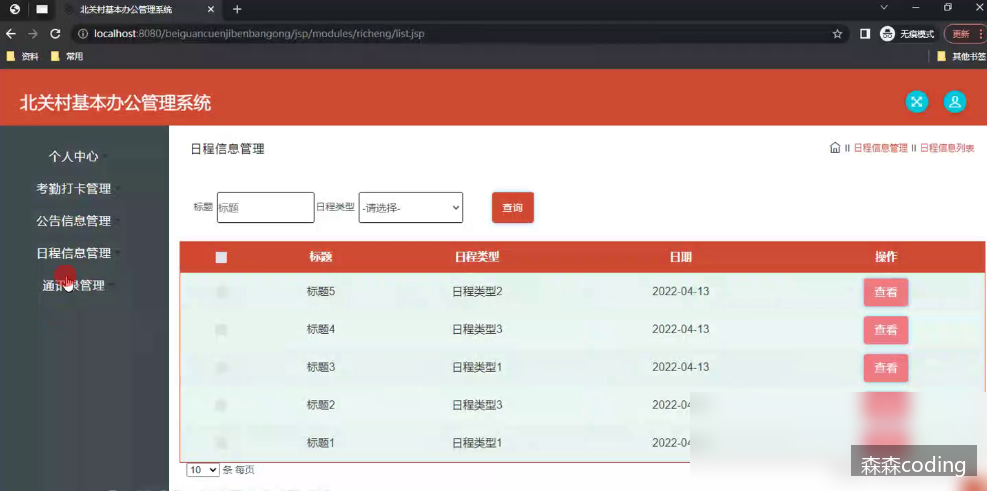 北关村基本办公管理系统
localhost:8080/beiguancuenjibenbangong/jsp/modules/richeng/list.jsp
无痕模式
更新
资料
常用
其他书签
北关村基本办公管理系统
个人中心
考勤打卡管理
公告信息管理
日程信息管理
通讯录管理
日程信息管理
日程信息管理 日程信息列表
标题 标题 日程类型 -请选择- 查询
标题 日程类型 日期 操作
标题5 日程类型2 2022-04-13 查看
标题4 日程类型3 2022-04-13 查看
标题3 日程类型1 2022-04-13 查看
标题2 日程类型3 2022-04
标题1 日程类型1 2022-04
10 条 每页
森森coding